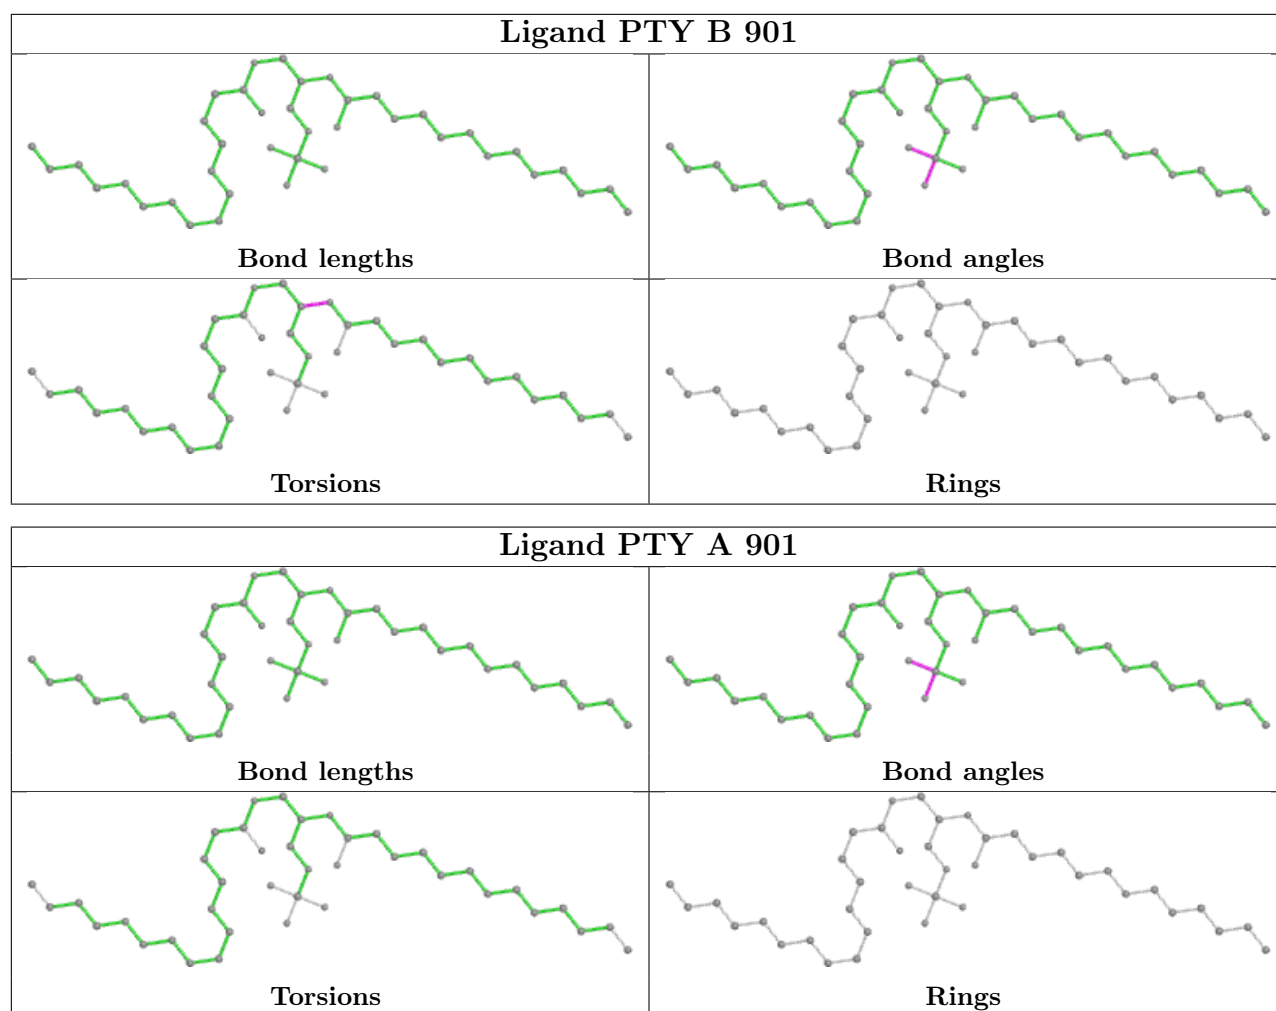 Ligand PTY B 901
Bond lengths
Bond angles
Torsions
Rings
Ligand PTY A 901
Bond lengths
Bond angles
Torsions
Rings